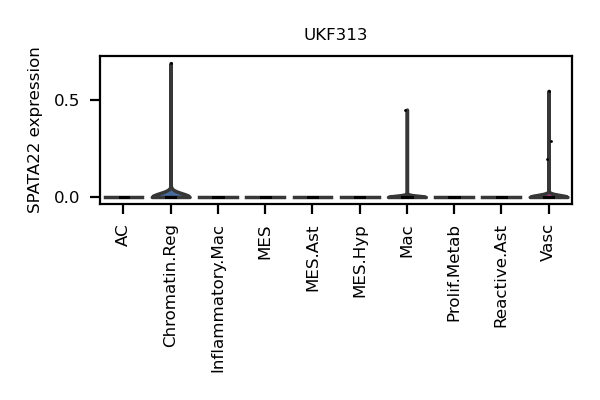 UKF313
SPATA22 expression
0.5
0.0
AC
Chromatin.Reg
Inflammatory.Mac
MES
MES.Ast
MES.Hyp
Mac
Prolif.Metab
Reactive.Ast
Vasc